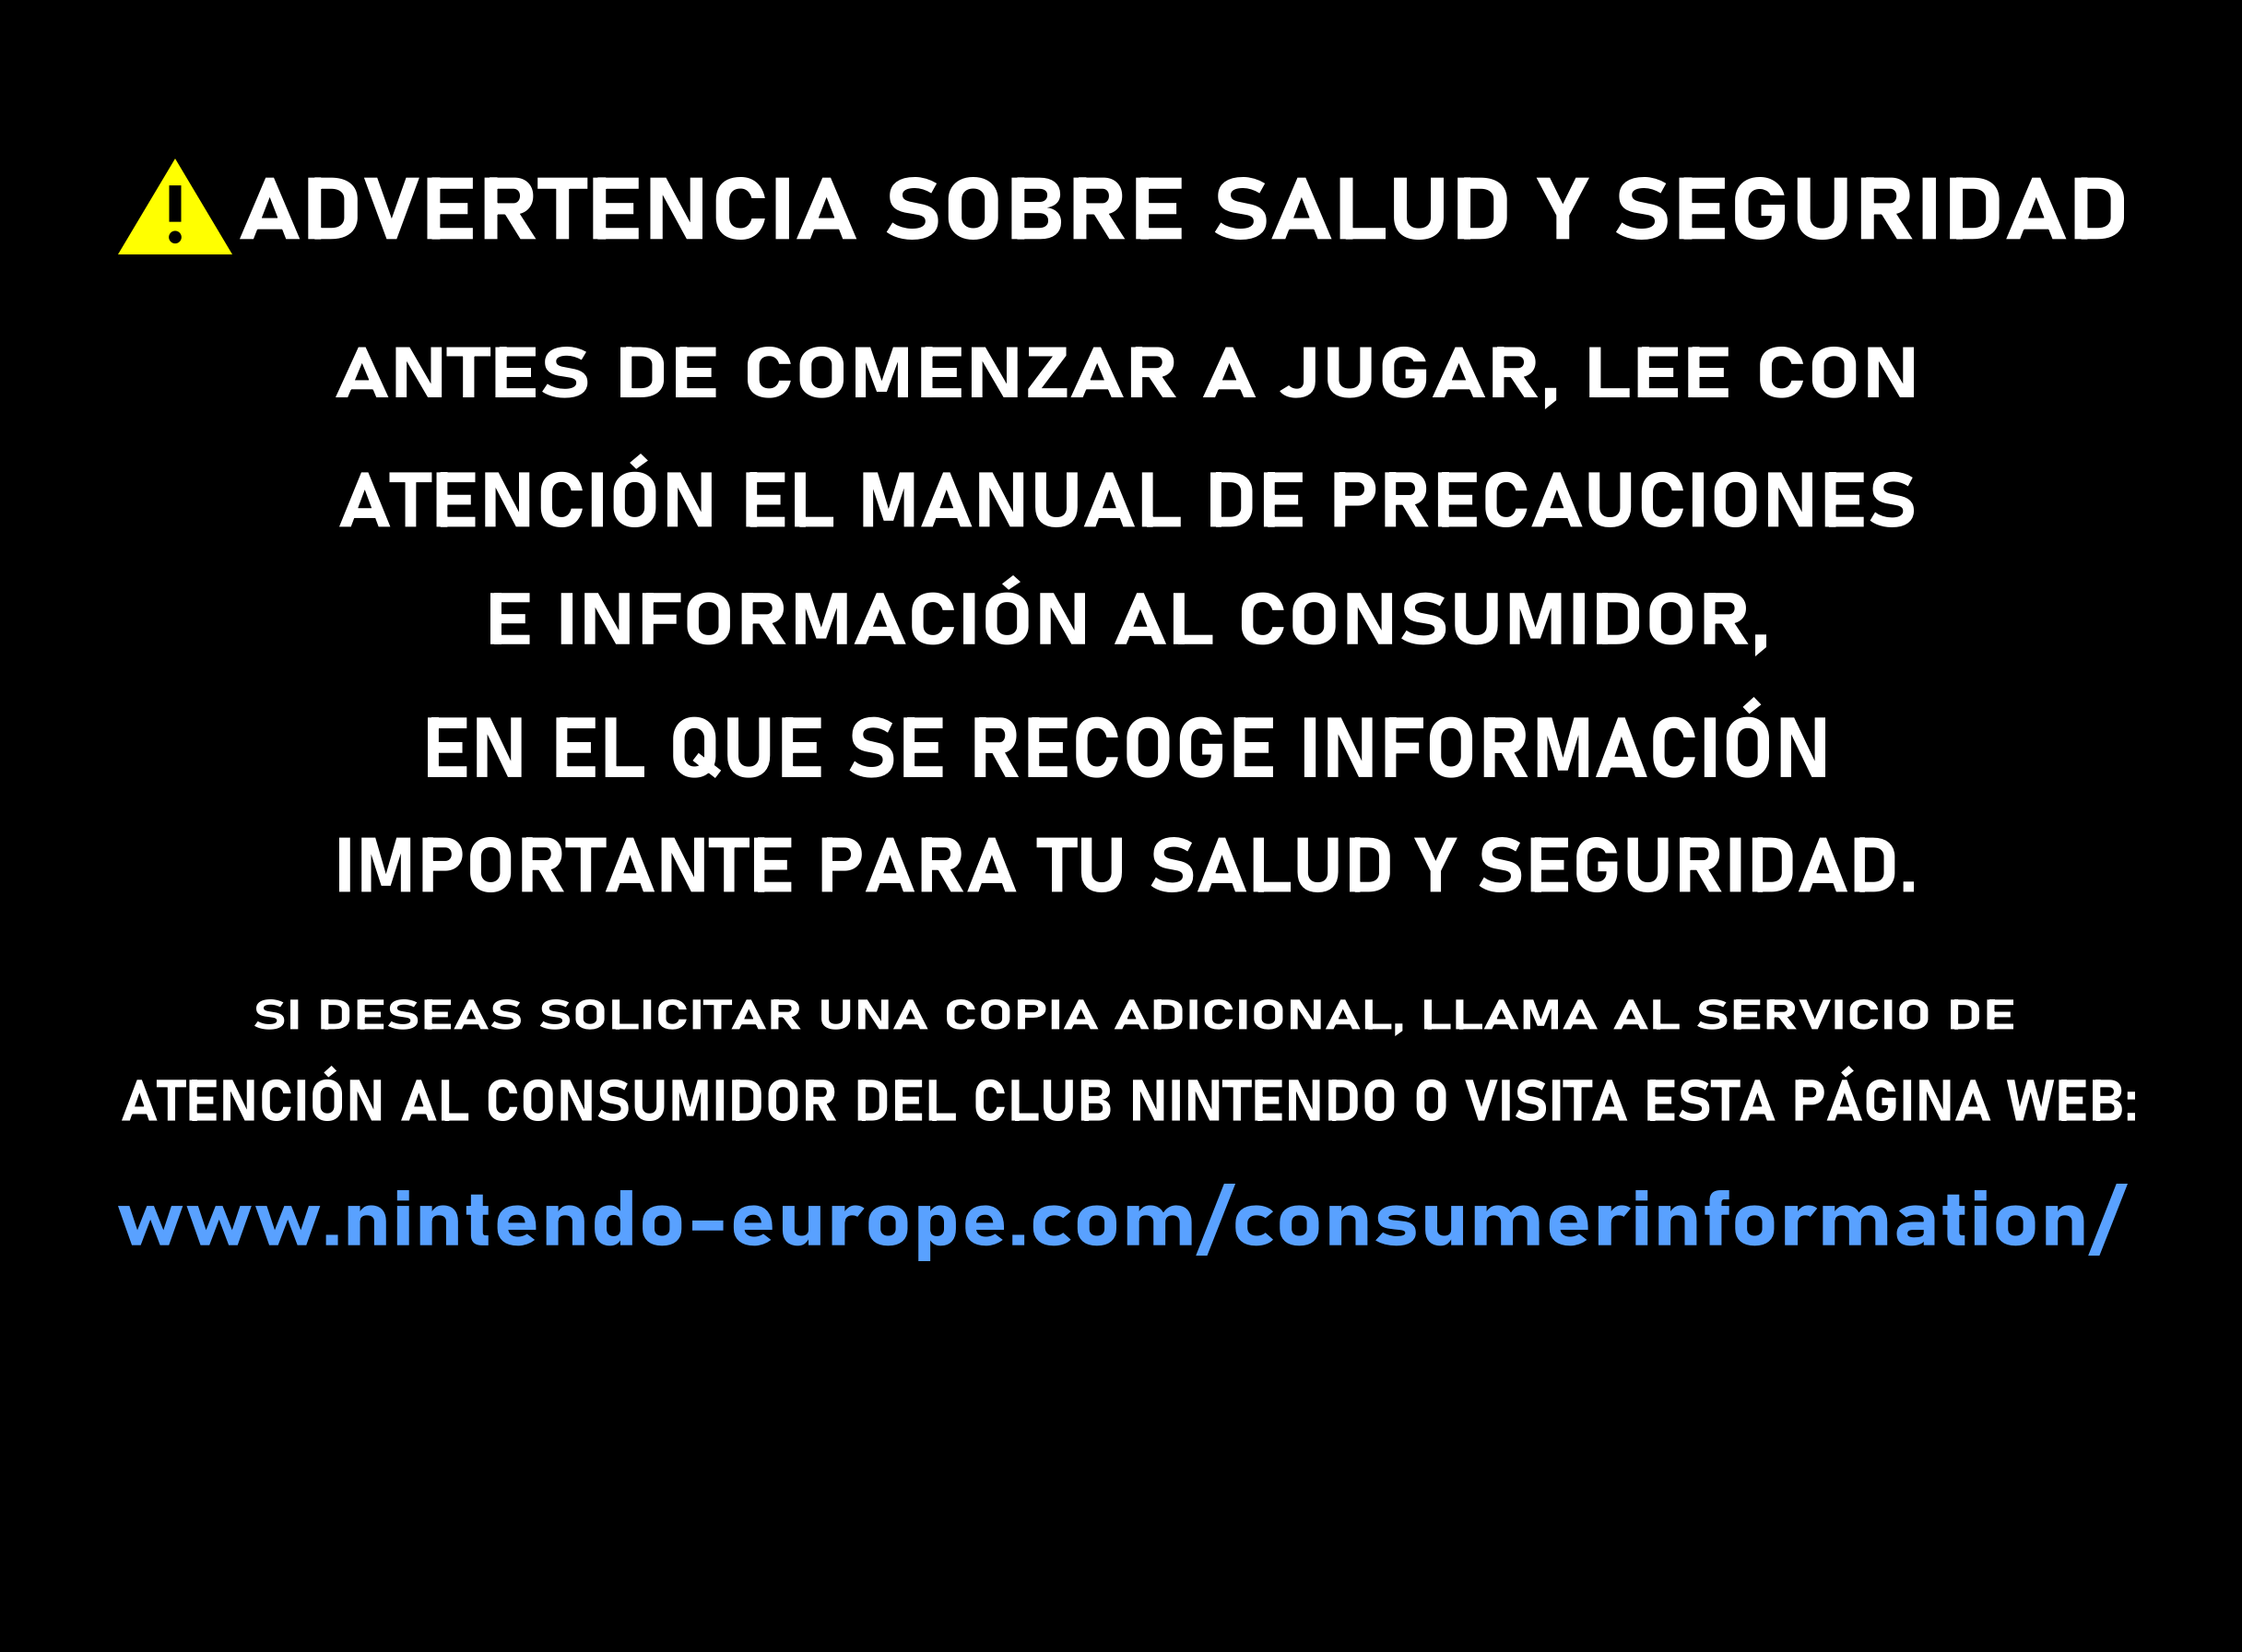 ADVERTENCIA SOBRE SALUD Y SEGURIDAD
ANTES DE COMENZAR A JUGAR, LEE CON
ATENCIÓN EL MANUAL DE PRECAUCIONES
E INFORMACIÓN AL CONSUMIDOR,
EN EL QUE SE RECOGE INFORMACIÓN
IMPORTANTE PARA TU SALUD Y SEGURIDAD.
SI DESEAS SOLICITAR UNA COPIA ADICIONAL, LLAMA AL SERVICIO DE
ATENCIÓN AL CONSUMIDOR DEL CLUB NINTENDO O VISITA ESTA PÁGINA WEB:
www.nintendo-europe.com/consumerinformation/